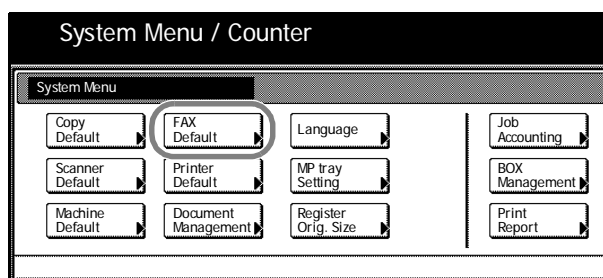 System Menu / Counter
System Menu
Copy
Default
FAX
Default
Language
Job
Accounting
Scanner
Default
Printer
Default
MP tray
Setting
BOX
Management
Machine
Default
Document
Management
Register
Orig. Size
Print
Report